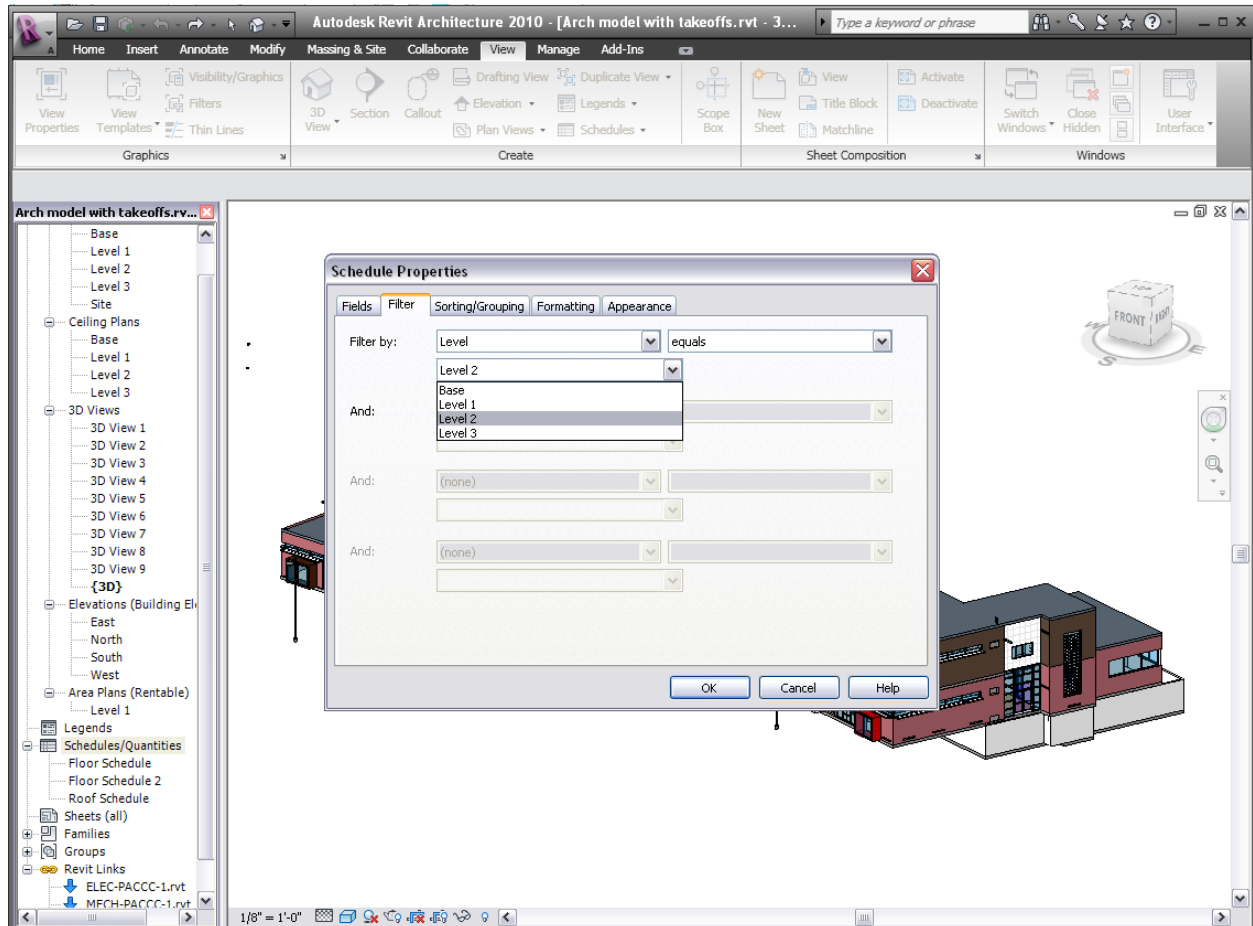 Autodesk Revit Architecture 2010 - [Arch model with takeoffs.rvt - 3... Type a keyword or phrase
Home Insert Annotate Modify Massing & Site Collaborate View Manage Add-Ins
View Properties
View Templates
Visibility/Graphics
Filters
Thin Lines
Graphics
3D View
Section
Callout
Drafting View
Elevation
Plan Views
Duplicate View
Legends
Schedules
Scope Box
Create
New Sheet
View
Title Block
Matchline
Activate
Deactivate
Sheet Composition
Switch Windows
Close Hidden
User Interface
Windows
Arch model with takeoffs.rv...
Base
Level 1
Level 2
Level 3
Site
Ceiling Plans
Base
Level 1
Level 2
Level 3
3D Views
3D View 1
3D View 2
3D View 3
3D View 4
3D View 5
3D View 6
3D View 7
3D View 8
3D View 9
{3D}
Elevations (Building El
East
North
South
West
Area Plans (Rentable)
Level 1
Legends
Schedules/Quantities
Floor Schedule
Floor Schedule 2
Roof Schedule
Sheets (all)
Families
Groups
Revit Links
ELEC-PACCC-1.rvt
MECH-PACCC-1.rvt
Schedule Properties
Fields Filter Sorting/Grouping Formatting Appearance
Filter by: Level equals
Level 2
Base
Level 1
Level 2
Level 3
And:
And: (none)
And: (none)
OK Cancel Help
TOP
FRONT RIGHT
W S E
1/8" = 1'-0"